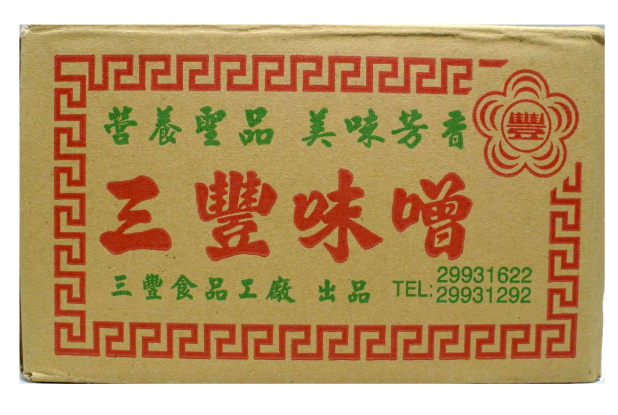 營養聖品 美味芳香
豐
三豐味噌
三豐食品工廠 出品 TEL: 29931622
29931292